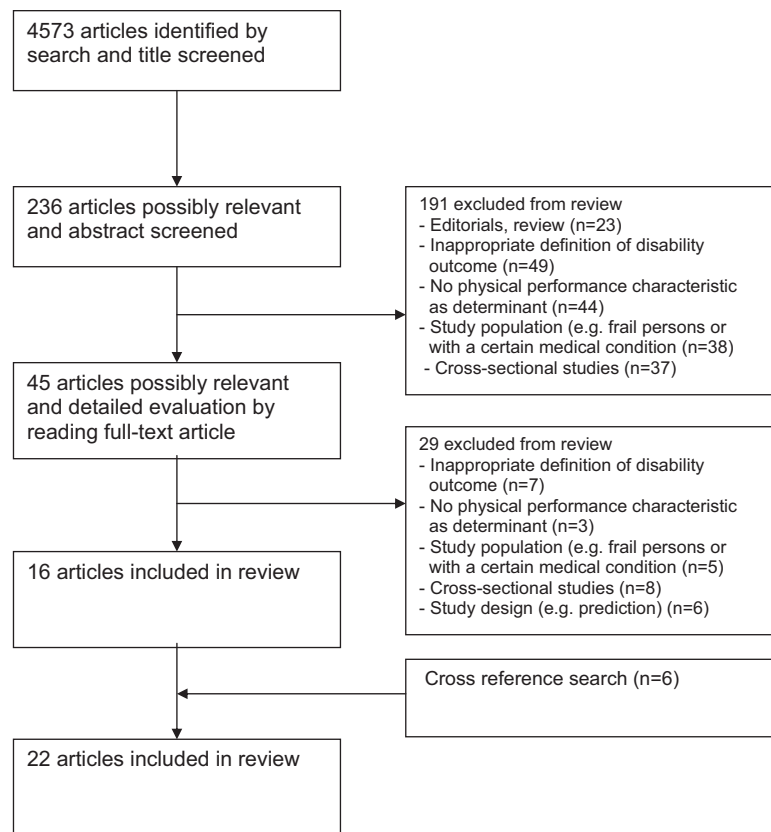 4573 articles identified by
search and title screened
236 articles possibly relevant
and abstract screened
191 excluded from review
- Editorials, review (n=23)
- Inappropriate definition of disability
outcome (n=49)
- No physical performance characteristic
as determinant (n=44)
- Study population (e.g. frail persons or
with a certain medical condition (n=38)
- Cross-sectional studies (n=37)
45 articles possibly relevant
and detailed evaluation by
reading full-text article
29 excluded from review
- Inappropriate definition of disability
outcome (n=7)
- No physical performance characteristic
as determinant (n=3)
- Study population (e.g. frail persons or
with a certain medical condition (n=5)
- Cross-sectional studies (n=8)
- Study design (e.g. prediction) (n=6)
16 articles included in review
Cross reference search (n=6)
22 articles included in review